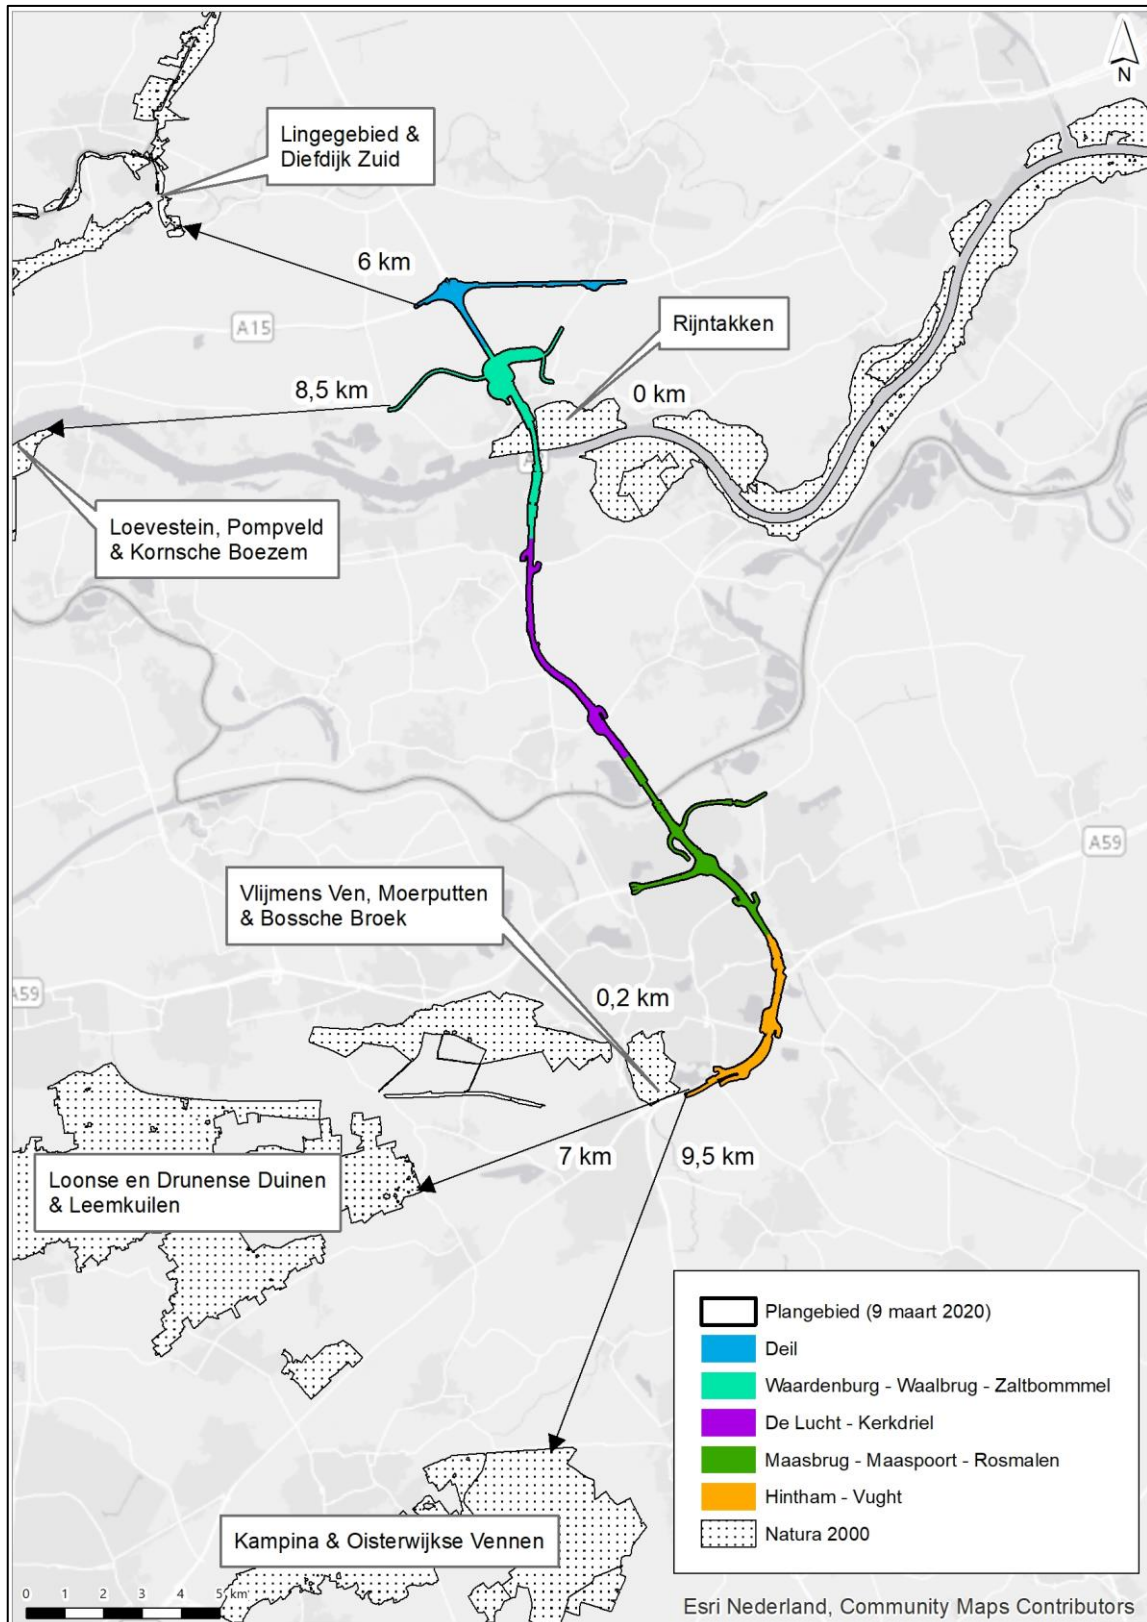 N
Lingegebied &
Diefdijk Zuid
6 km
A15
Rijntakken
8,5 km
0 km
Loevestein, Pompveld
& Kornsche Boezem
A59
Vlijmens Ven, Moerputten
& Bossche Broek
A59
0,2 km
7 km
9,5 km
Loonse en Drunense Duinen
& Leemkuilen
Plangebied (9 maart 2020)
Deil
Waardenburg - Waalbrug - Zaltbommmel
De Lucht - Kerkdriel
Maasbrug - Maaspoort - Rosmalen
Hintham - Vught
Natura 2000
Kampina & Oisterwijkse Vennen
0 1 2 3 4 5 km
Esri Nederland, Community Maps Contributors